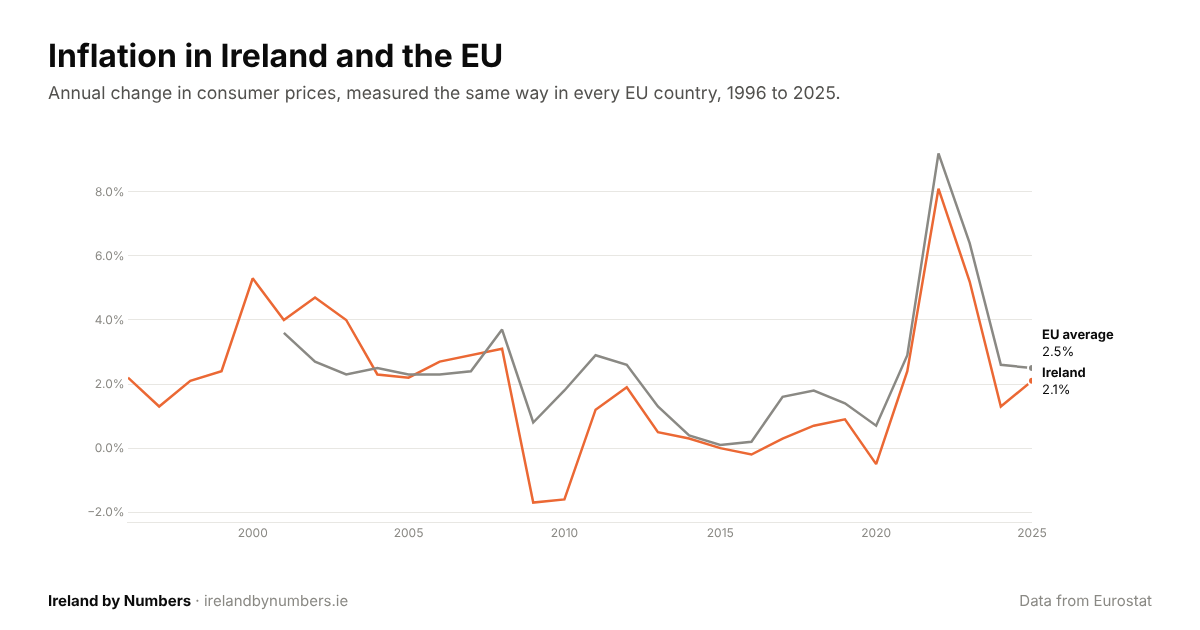 Inflation in Ireland and the EU
Annual change in consumer prices, measured the same way in every EU country, 1996 to 2025.
8.0%
6.0%
4.0%
2.0%
0.0%
−2.0%
2000
2005
2010
2015
2020
2025
EU average
2.5%
Ireland
2.1%
Ireland by Numbers · irelandbynumbers.ie
Data from Eurostat